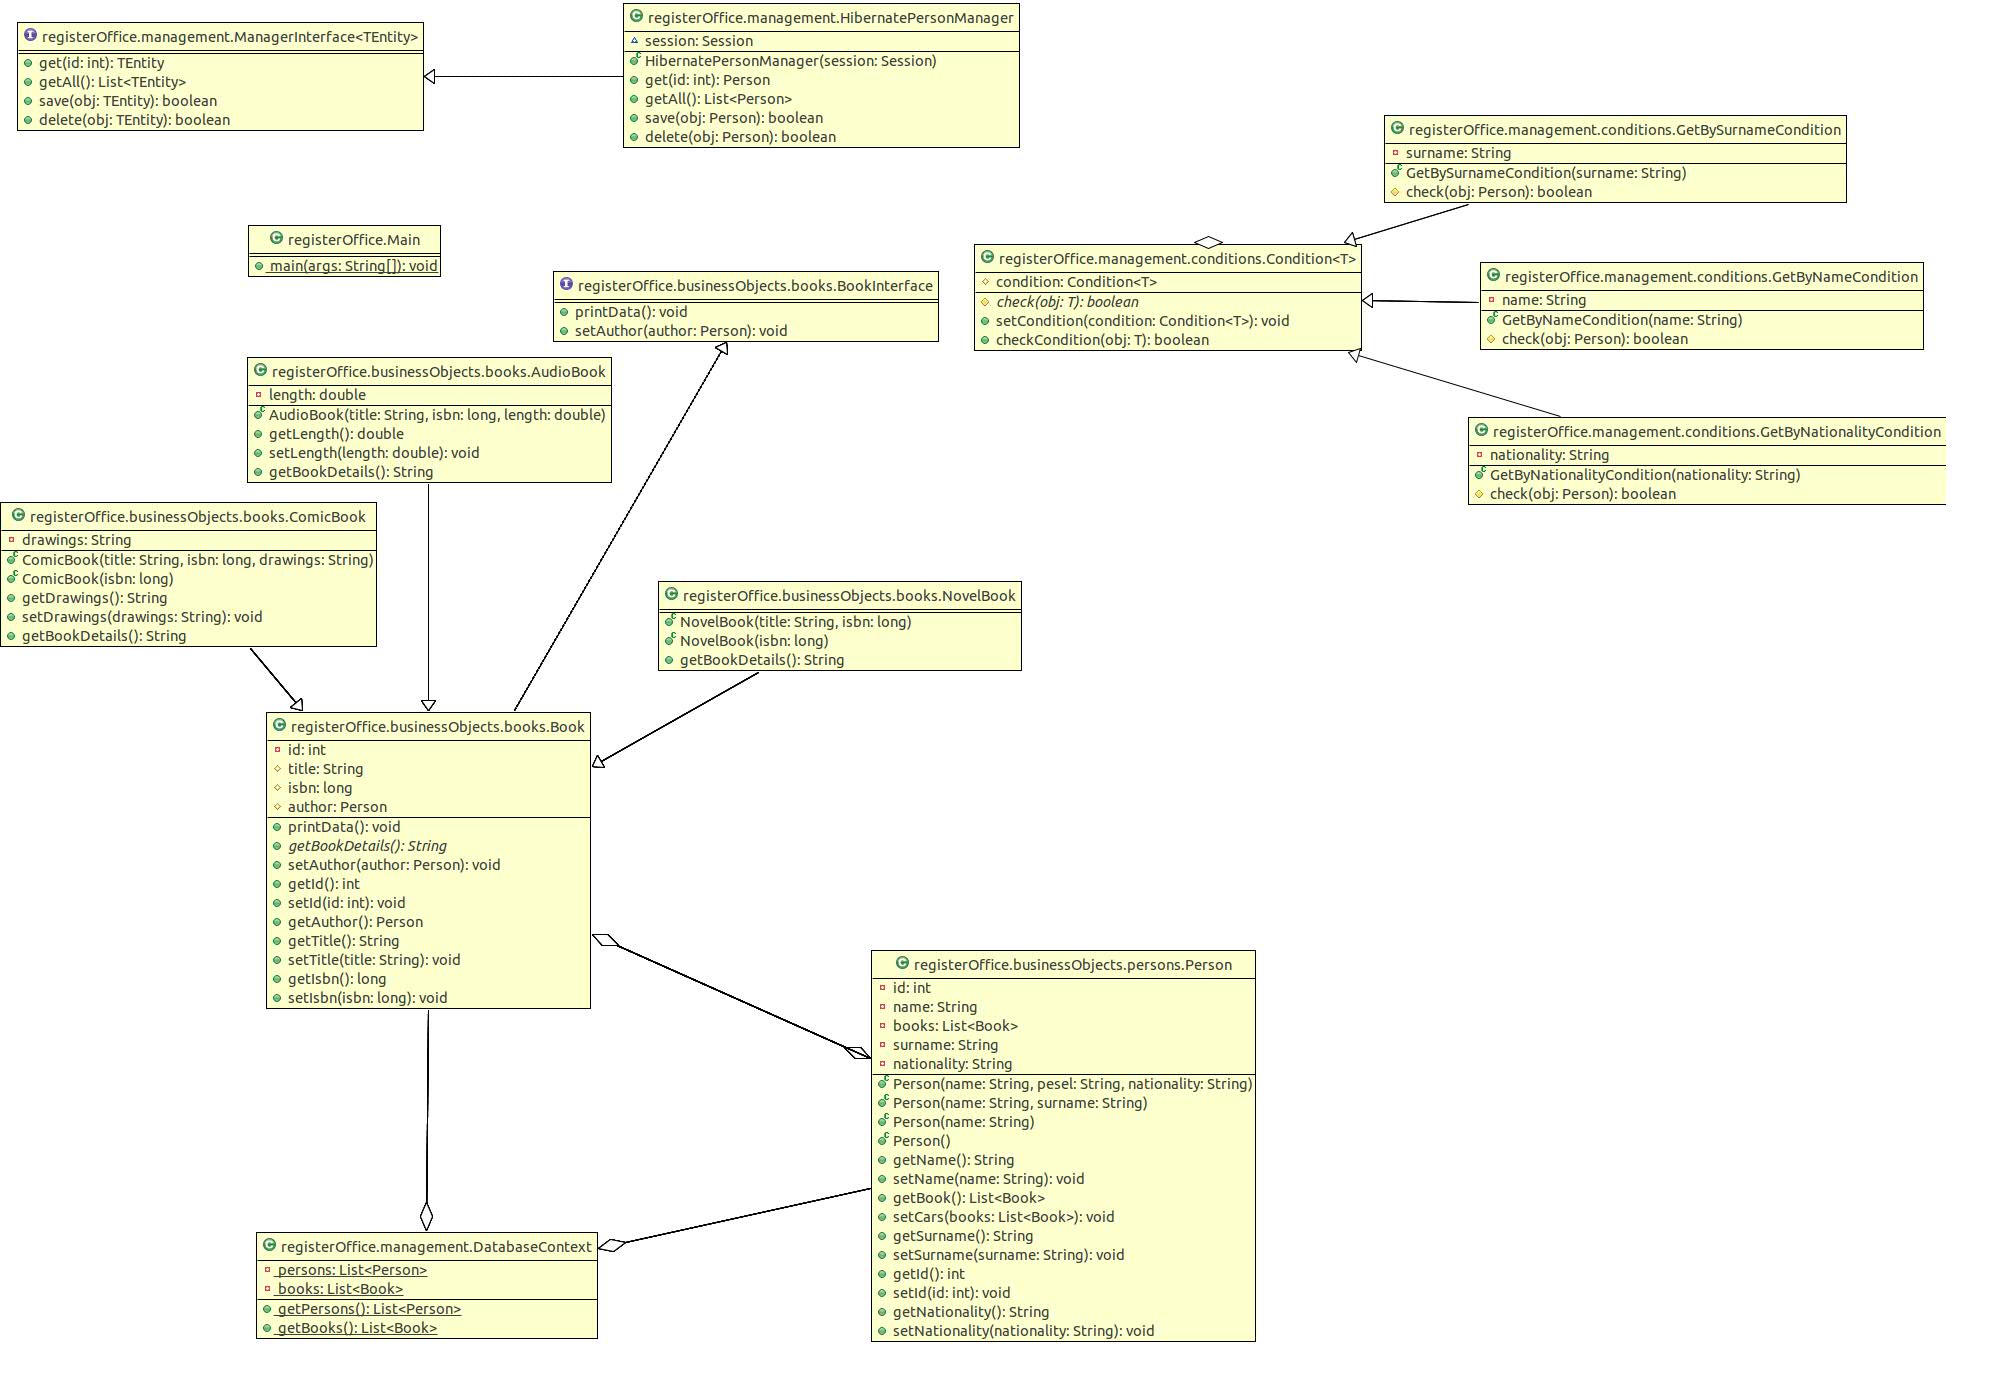 registerOffice.management.ManagerInterface<TEntity>
get(id: int): TEntity
getAll(): List<TEntity>
save(obj: TEntity): boolean
delete(obj: TEntity): boolean
registerOffice.management.HibernatePersonManager
session: Session
HibernatePersonManager(session: Session)
get(id: int): Person
getAll(): List<Person>
save(obj: Person): boolean
delete(obj: Person): boolean
registerOffice.management.conditions.GetBySurnameCondition
surname: String
GetBySurnameCondition(surname: String)
check(obj: Person): boolean
registerOffice.Main
main(args: String[]): void
registerOffice.management.conditions.Condition<T>
condition: Condition<T>
check(obj: T): boolean
setCondition(condition: Condition<T>): void
checkCondition(obj: T): boolean
registerOffice.management.conditions.GetByNameCondition
name: String
GetByNameCondition(name: String)
check(obj: Person): boolean
registerOffice.businessObjects.books.BookInterface
printData(): void
setAuthor(author: Person): void
registerOffice.businessObjects.books.AudioBook
length: double
AudioBook(title: String, isbn: long, length: double)
getLength(): double
setLength(length: double): void
getBookDetails(): String
registerOffice.management.conditions.GetByNationalityCondition
nationality: String
GetByNationalityCondition(nationality: String)
check(obj: Person): boolean
registerOffice.businessObjects.books.ComicBook
drawings: String
ComicBook(title: String, isbn: long, drawings: String)
ComicBook(isbn: long)
getDrawings(): String
setDrawings(drawings: String): void
getBookDetails(): String
registerOffice.businessObjects.books.NovelBook
NovelBook(title: String, isbn: long)
NovelBook(isbn: long)
getBookDetails(): String
registerOffice.businessObjects.books.Book
id: int
title: String
isbn: long
author: Person
printData(): void
getBookDetails(): String
setAuthor(author: Person): void
getId(): int
setId(id: int): void
getAuthor(): Person
getTitle(): String
setTitle(title: String): void
getIsbn(): long
setIsbn(isbn: long): void
registerOffice.businessObjects.persons.Person
id: int
name: String
books: List<Book>
surname: String
nationality: String
Person(name: String, pesel: String, nationality: String)
Person(name: String, surname: String)
Person(name: String)
Person()
getName(): String
setName(name: String): void
getBook(): List<Book>
setCars(books: List<Book>): void
getSurname(): String
setSurname(surname: String): void
getId(): int
setId(id: int): void
getNationality(): String
setNationality(nationality: String): void
registerOffice.management.DatabaseContext
persons: List<Person>
books: List<Book>
getPersons(): List<Person>
getBooks(): List<Book>